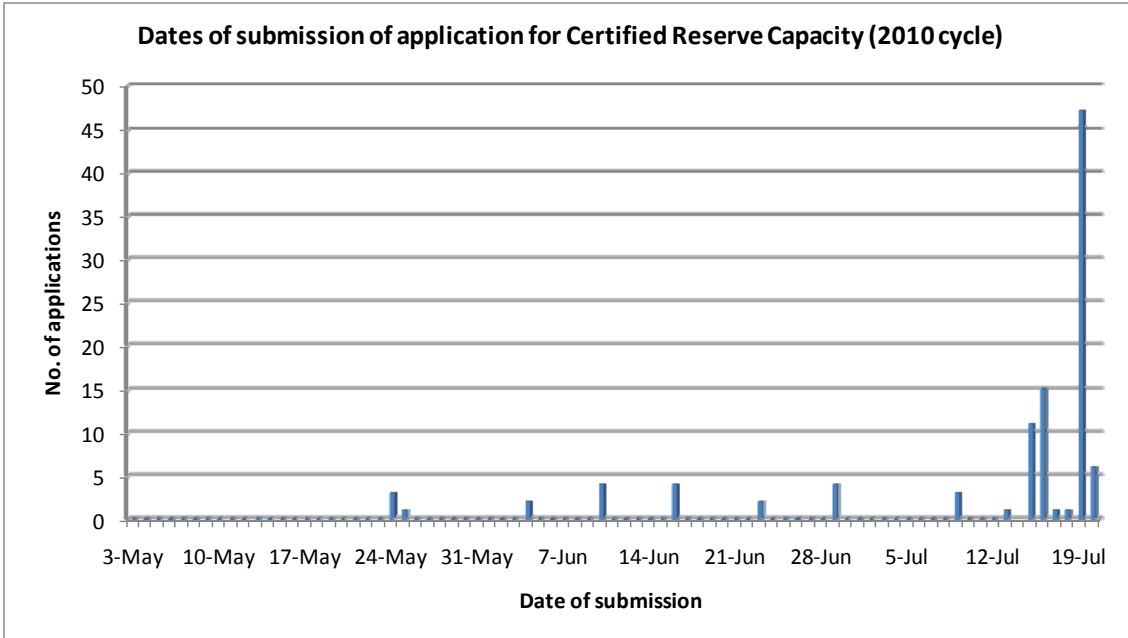 Dates of submission of application for Certified Reserve Capacity (2010 cycle)
50
45
40
35
30
25
20
15
10
5
0
No. of applications
3-May 10-May 17-May 24-May 31-May 7-Jun 14-Jun 21-Jun 28-Jun 5-Jul 12-Jul 19-Jul
Date of submission